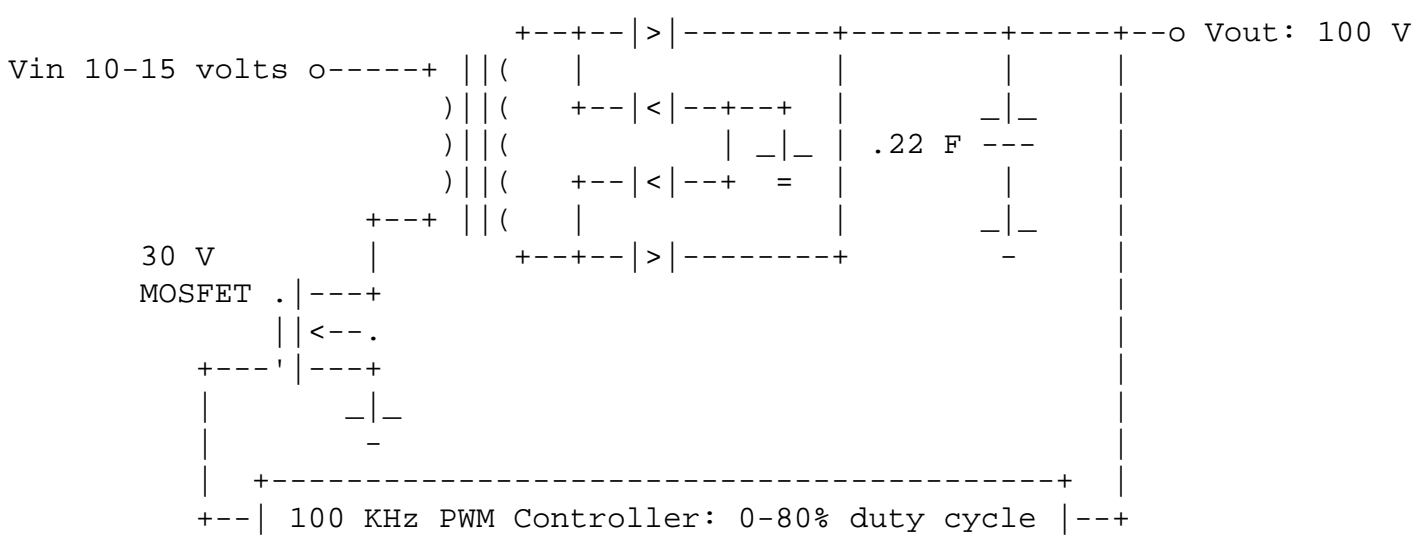 Vout: 100 V
Vin 10-15 volts
.22 F
30 V
MOSFET
100 KHz PWM Controller: 0-80% duty cycle